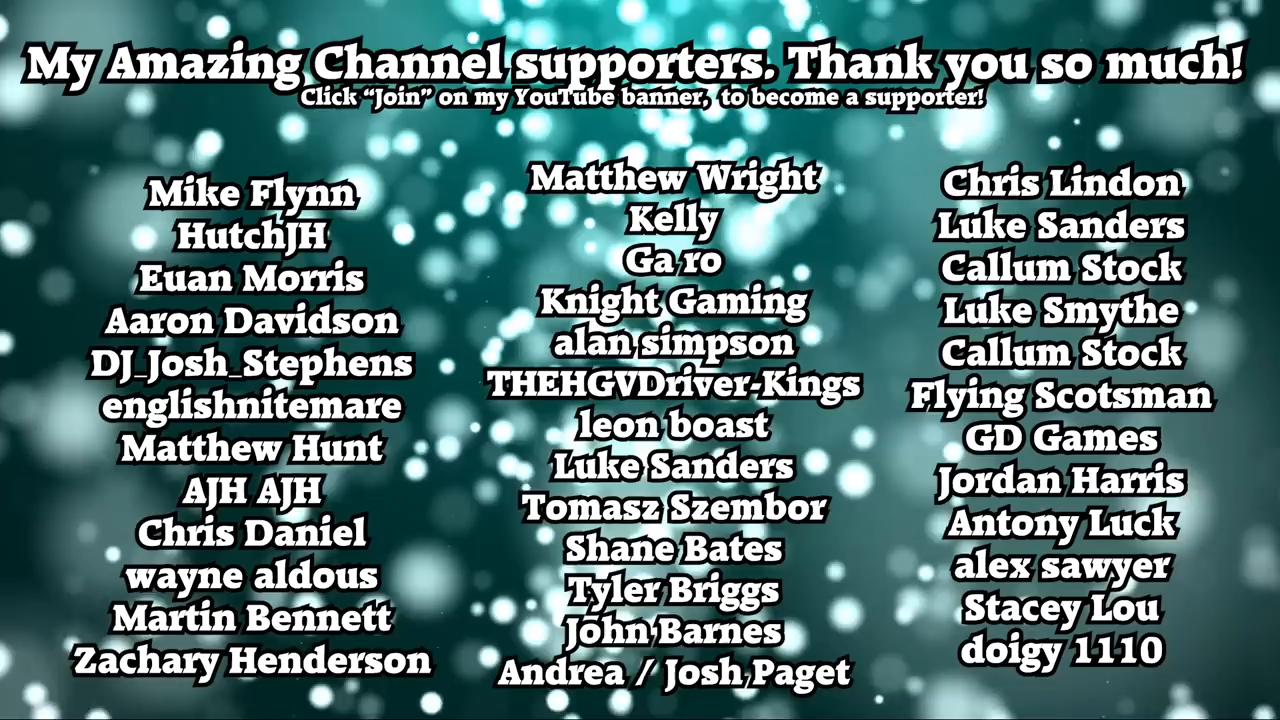 My Amazing Channel supporters. Thank you so much!
Click “Join” on my YouTube banner, to become a supporter!
Mike Flynn
HutchJH
Euan Morris
Aaron Davidson
DJ_Josh_Stephens
englishnitemare
Matthew Hunt
AJH AJH
Chris Daniel
wayne aldous
Martin Bennett
Zachary Henderson
Matthew Wright
Kelly
Ga ro
Knight Gaming
alan simpson
THEHGVDriver-Kings
leon boast
Luke Sanders
Tomasz Szembor
Shane Bates
Tyler Briggs
John Barnes
Andrea / Josh Paget
Chris Lindon
Luke Sanders
Callum Stock
Luke Smythe
Callum Stock
Flying Scotsman
GD Games
Jordan Harris
Antony Luck
alex sawyer
Stacey Lou
doigy 1110